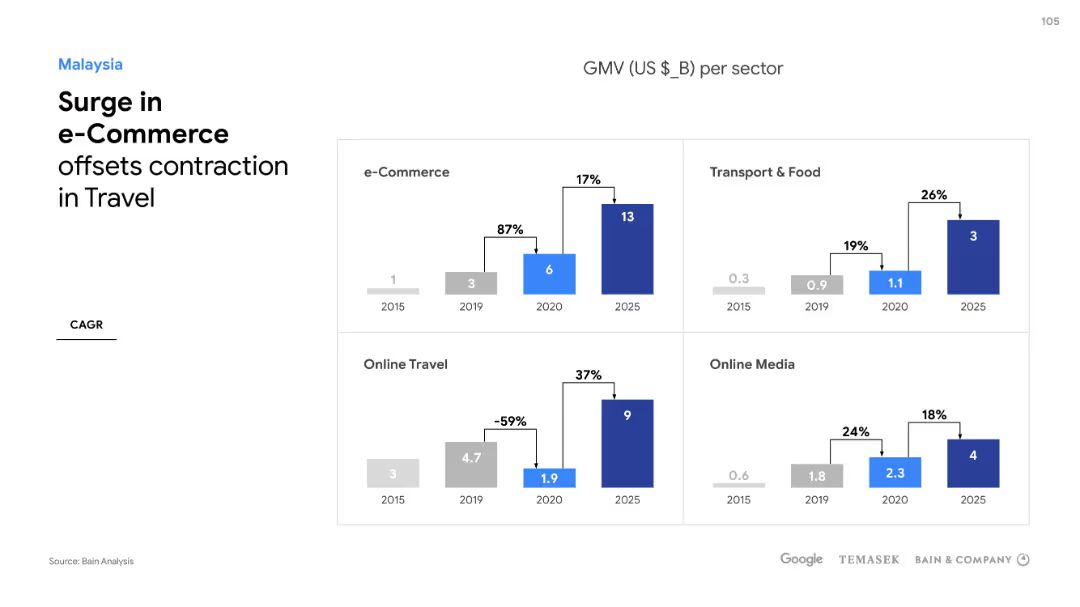 105
Malaysia
Surge in
e-Commerce
offsets contraction
in Travel
CAGR
GMV (US $_B) per sector
e-Commerce
17%
87%
1
3
6
13
2015 2019 2020 2025
Transport & Food
26%
19%
0.3
0.9
1.1
3
2015 2019 2020 2025
Online Travel
37%
-59%
3
4.7
1.9
9
2015 2019 2020 2025
Online Media
18%
24%
0.6
1.8
2.3
4
2015 2019 2020 2025
Source: Bain Analysis
Google TEMASEK BAIN & COMPANY